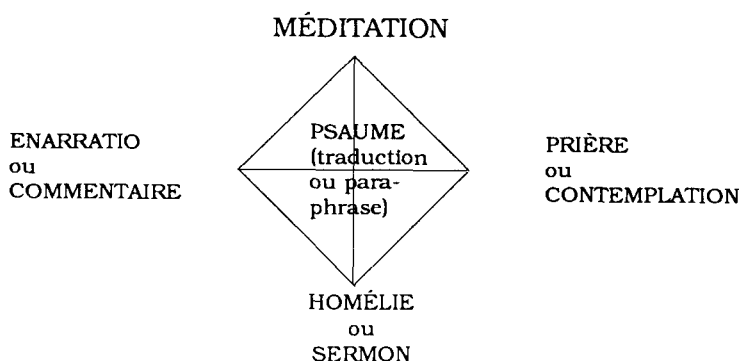 MÉDITATION
ENARRATIO
ou
COMMENTAIRE
PSAUME
(traduction
ou para-
phrase)
PRIÈRE
ou
CONTEMPLATION
HOMÉLIE
ou
SERMON